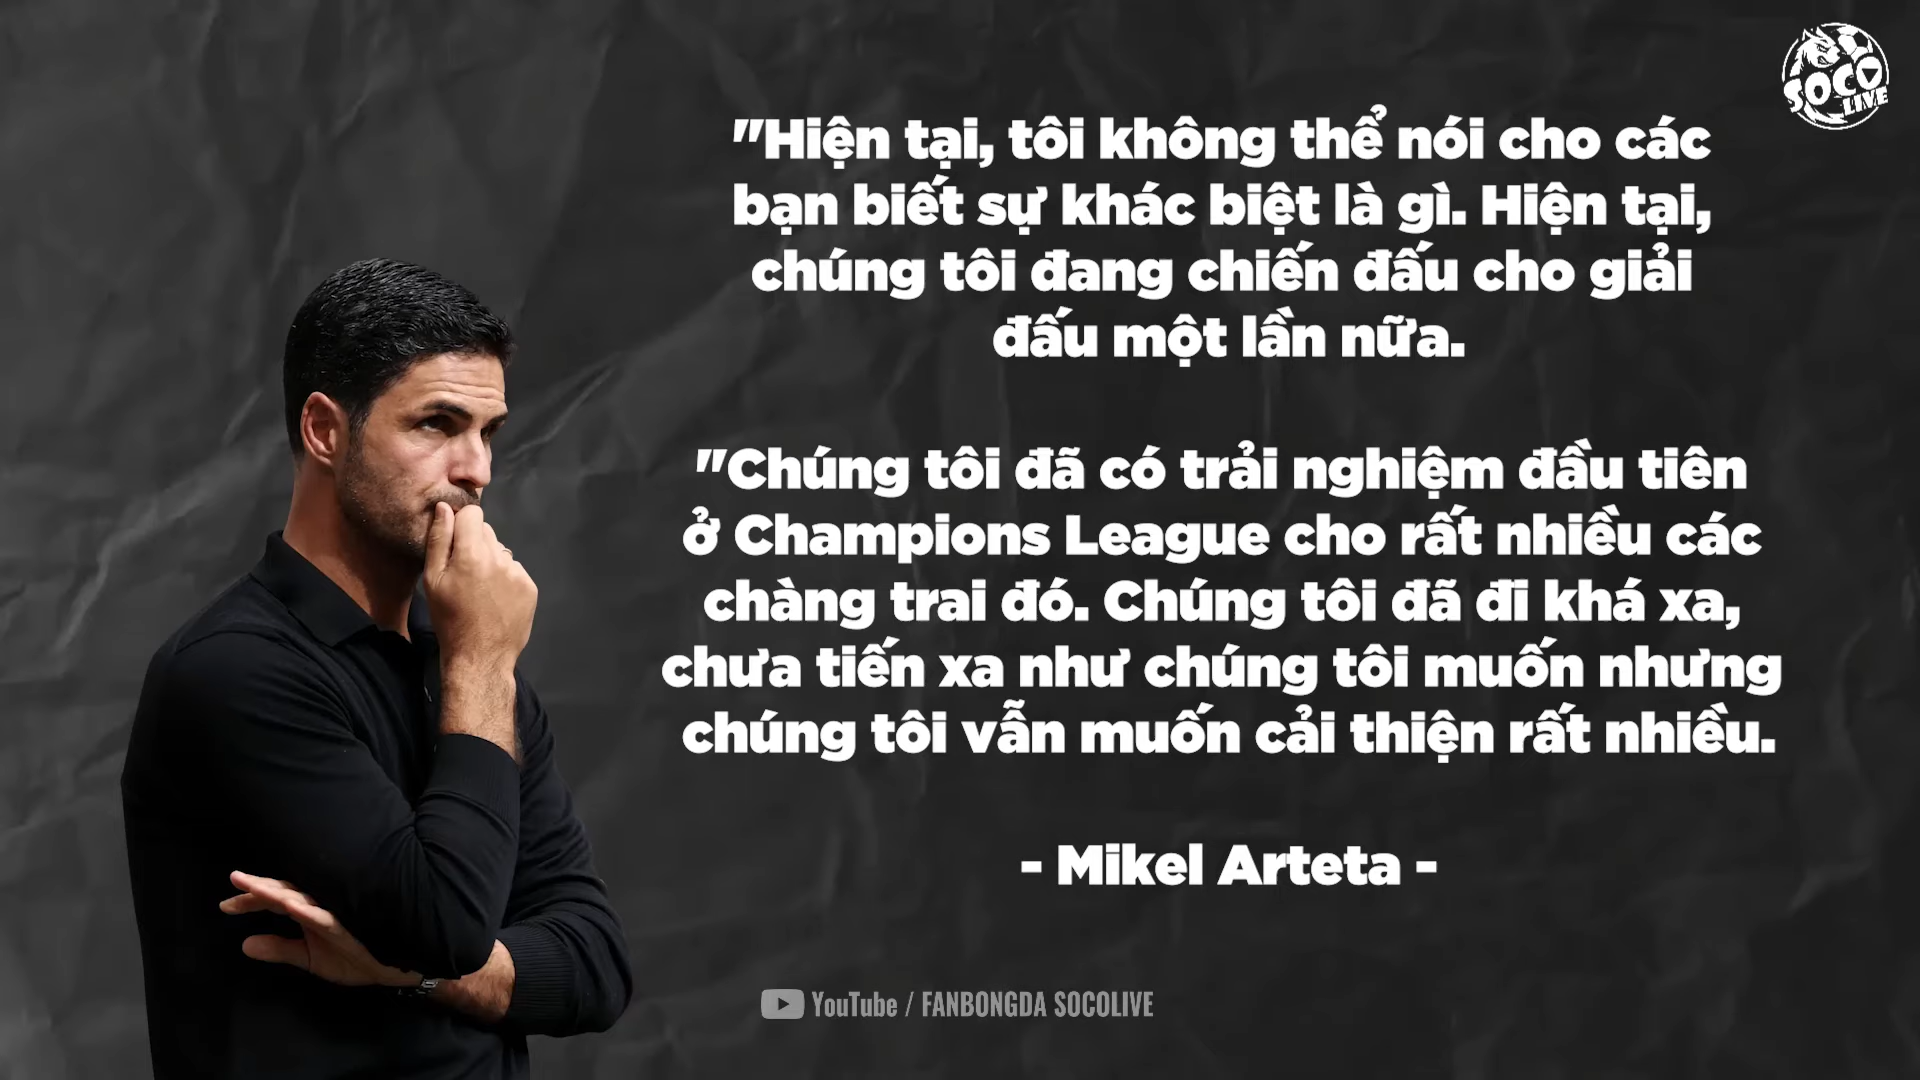 SOCO
LIVE
"Hiện tại, tôi không thể nói cho các
bạn biết sự khác biệt là gì. Hiện tại,
chúng tôi đang chiến đấu cho giải
đấu một lần nữa.
"Chúng tôi đã có trải nghiệm đầu tiên
ở Champions League cho rất nhiều các
chàng trai đó. Chúng tôi đã đi khá xa,
chưa tiến xa như chúng tôi muốn nhưng
chúng tôi vẫn muốn cải thiện rất nhiều.
- Mikel Arteta -
YouTube / FANBONGDA SOCOLIVE